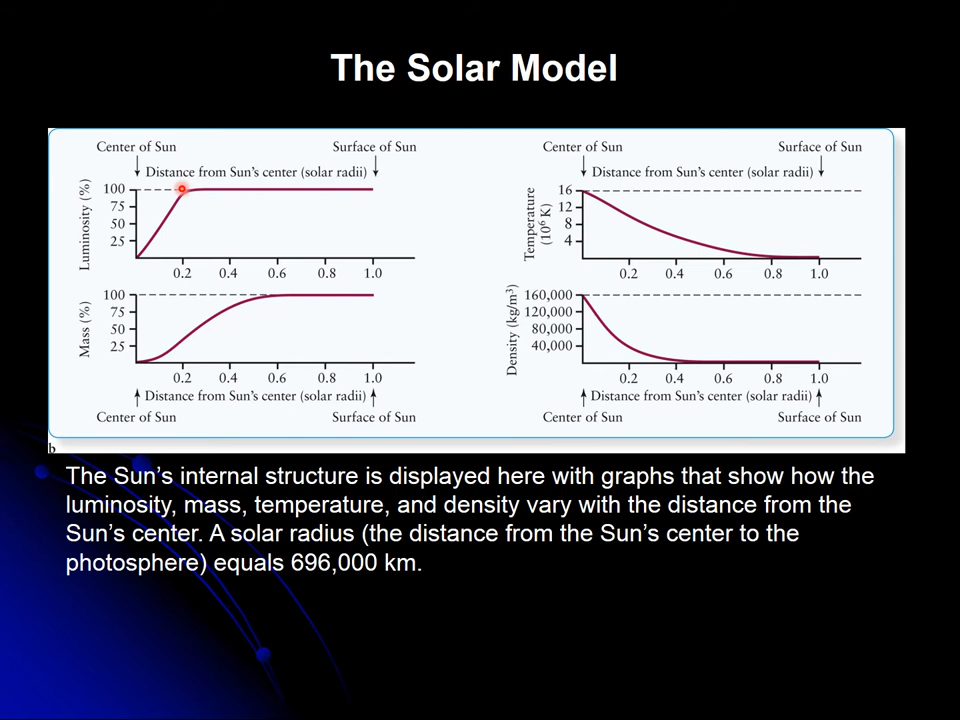 The Solar Model
Center of Sun Surface of Sun
Distance from Sun's center (solar radii)
Luminosity (%)
100
75
50
25
0.2 0.4 0.6 0.8 1.0
Mass (%)
100
75
50
25
0.2 0.4 0.6 0.8 1.0
Distance from Sun's center (solar radii)
Center of Sun Surface of Sun
Center of Sun Surface of Sun
Distance from Sun's center (solar radii)
Temperature
(10⁶ K)
16
12
8
4
0.2 0.4 0.6 0.8 1.0
Density (kg/m³)
160,000
120,000
80,000
40,000
0.2 0.4 0.6 0.8 1.0
Distance from Sun's center (solar radii)
Center of Sun Surface of Sun
b
The Sun's internal structure is displayed here with graphs that show how the
luminosity, mass, temperature, and density vary with the distance from the
Sun's center. A solar radius (the distance from the Sun's center to the
photosphere) equals 696,000 km.